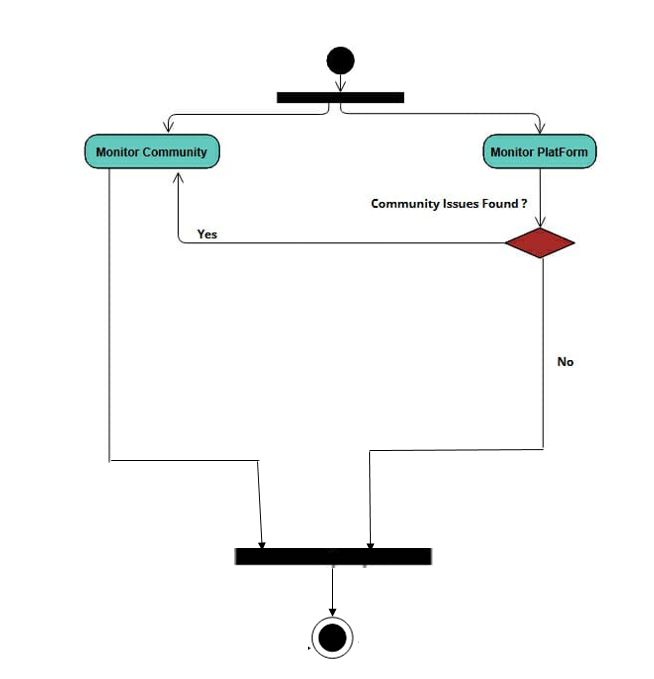 Monitor Community
Monitor PlatForm
Community Issues Found ?
Yes
No